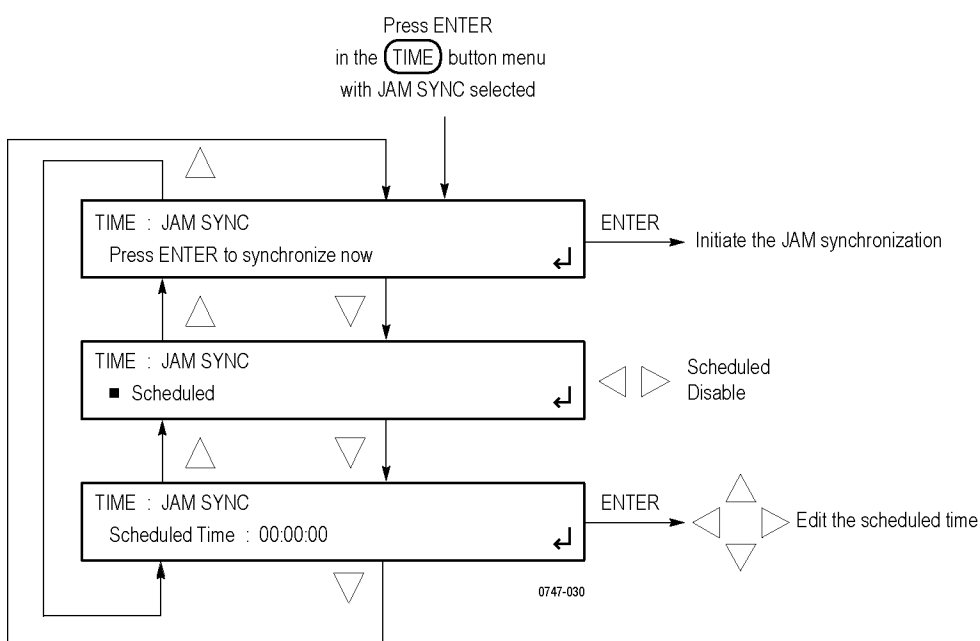 Press ENTER
in the TIME button menu
with JAM SYNC selected
TIME : JAM SYNC
Press ENTER to synchronize now
ENTER
Initiate the JAM synchronization
TIME : JAM SYNC
■ Scheduled
Scheduled
Disable
TIME : JAM SYNC
Scheduled Time : 00:00:00
ENTER
Edit the scheduled time
0747-030